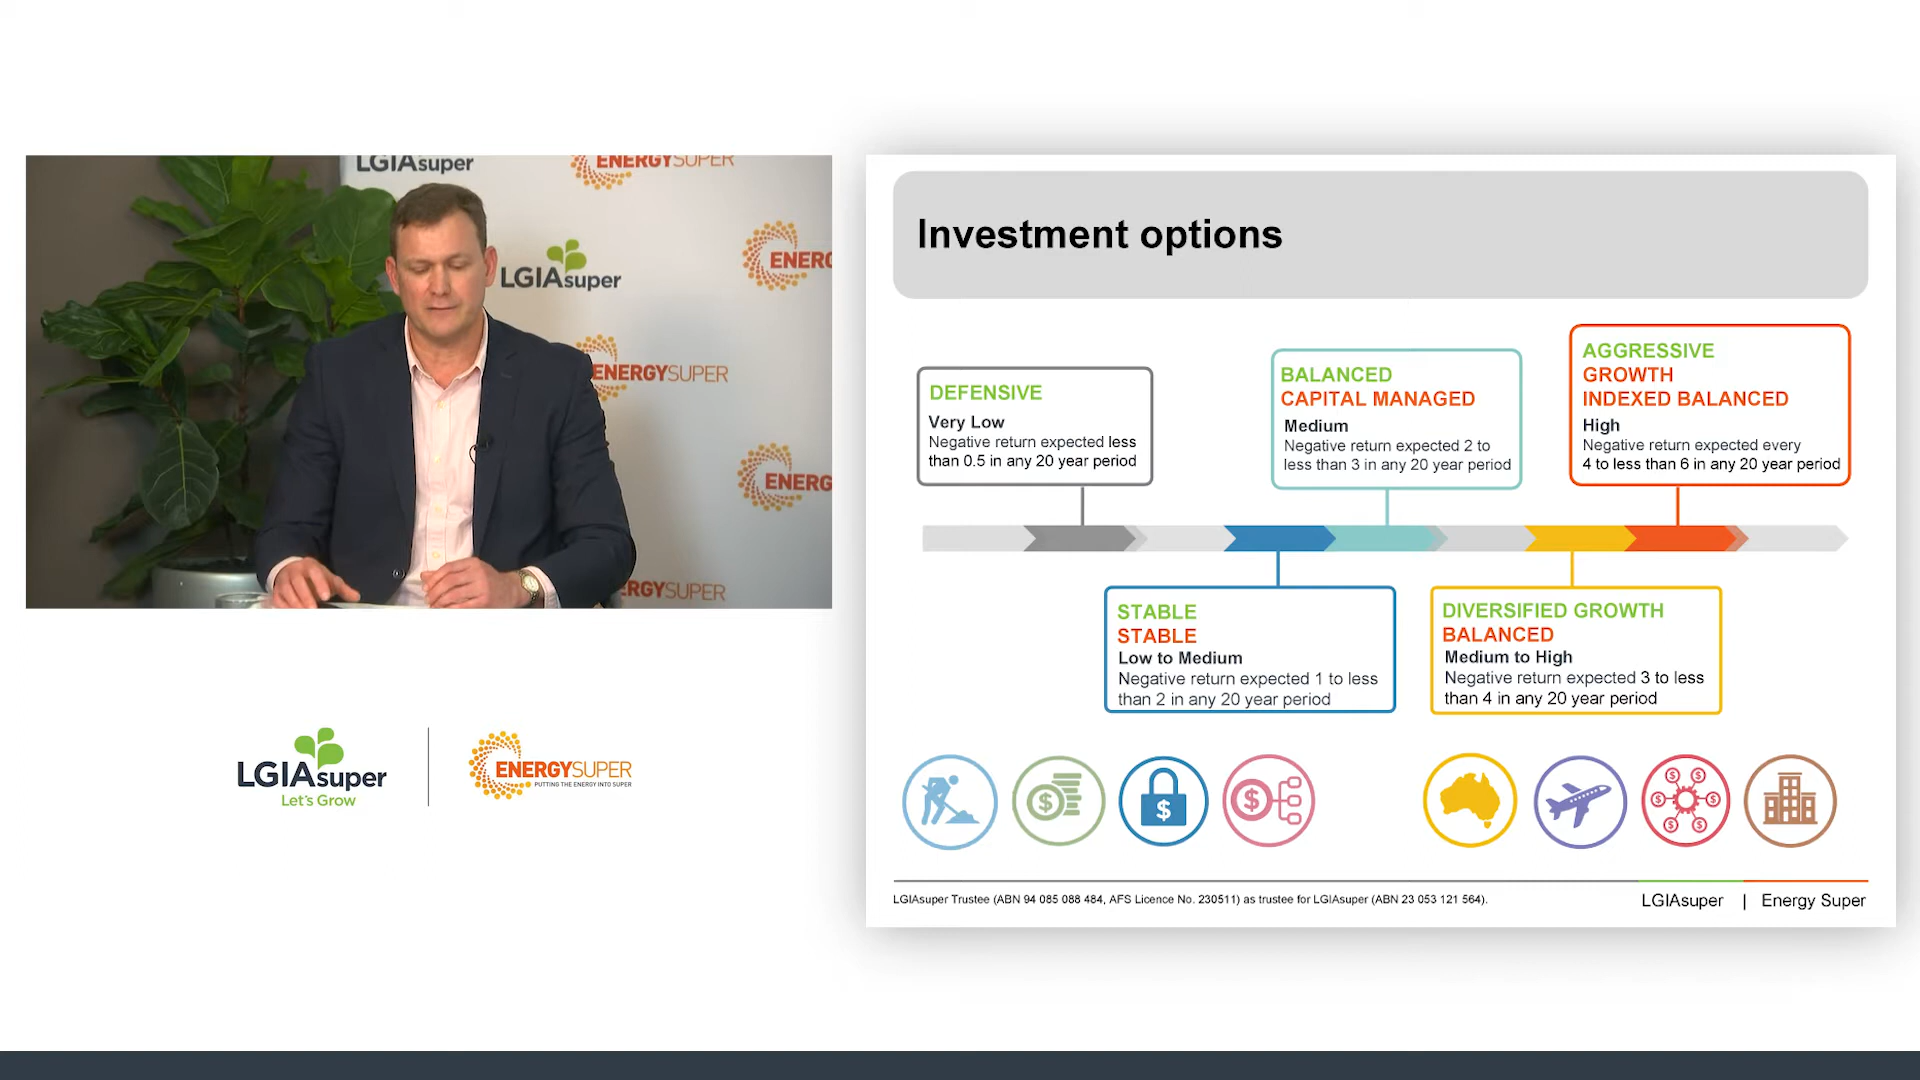 LGIAsuper
ENERGYSUPER
LGIAsuper
ENERG
ENERGYSUPER
ENERG
RGYSUPER
LGIAsuper
Let's Grow
ENERGYSUPER
PUTTING THE ENERGY INTO SUPER
Investment options
DEFENSIVE
Very Low
Negative return expected less
than 0.5 in any 20 year period
BALANCED
CAPITAL MANAGED
Medium
Negative return expected 2 to
less than 3 in any 20 year period
AGGRESSIVE
GROWTH
INDEXED BALANCED
High
Negative return expected every
4 to less than 6 in any 20 year period
STABLE
STABLE
Low to Medium
Negative return expected 1 to less
than 2 in any 20 year period
DIVERSIFIED GROWTH
BALANCED
Medium to High
Negative return expected 3 to less
than 4 in any 20 year period
LGIAsuper Trustee (ABN 94 085 088 484, AFS Licence No. 230511) as trustee for LGIAsuper (ABN 23 053 121 564).
LGIAsuper | Energy Super